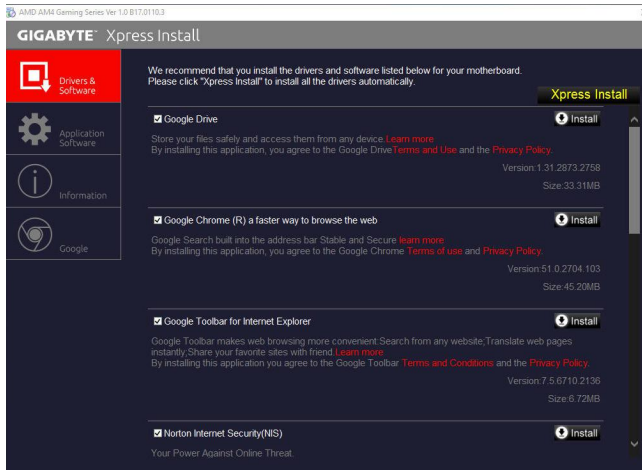 AMD AM4 Gaming Series Ver 1.0 B17.0110.3
GIGABYTE™ Xpress Install
Drivers &
Software
Application
Software
Information
Google
We recommend that you install the drivers and software listed below for your motherboard.
Please click "Xpress Install" to install all the drivers automatically.
Xpress Install
Google Drive
Install
Store your files safely and access them from any device.Learn more
By installing this application, you agree to the Google DriveTerms and Use and the Privacy Policy.
Version:1.31.2873.2758
Size:33.31MB
Google Chrome (R) a faster way to browse the web
Install
Google Search built into the address bar Stable and Secure learn more
By installing this application, you agree to the Google Chrome Terms of use and Privacy Policy.
Version:51.0.2704.103
Size:45.20MB
Google Toolbar for Internet Explorer
Install
Google Toolbar makes web browsing more convenient.Search from any website;Translate web pages
instantly;Share your favorite sites with friend.Learn more
By installing this application you agree to the Google Toolbar Terms and Conditions and the Privacy Policy.
Version:7.5.6710.2136
Size:6.72MB
Norton Internet Security(NIS)
Install
Your Power Against Online Threat.